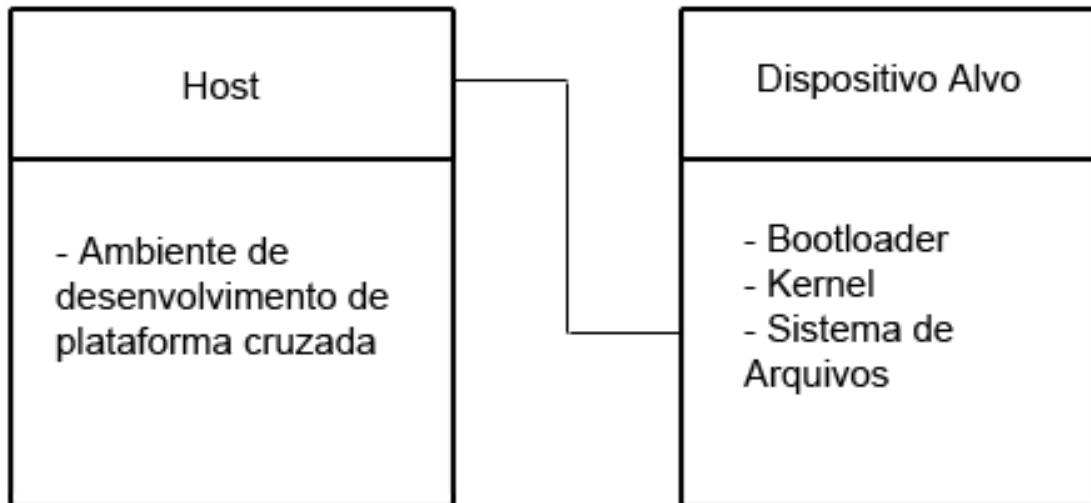 Host
- Ambiente de
desenvolvimento de
plataforma cruzada
Dispositivo Alvo
- Bootloader
- Kernel
- Sistema de
Arquivos